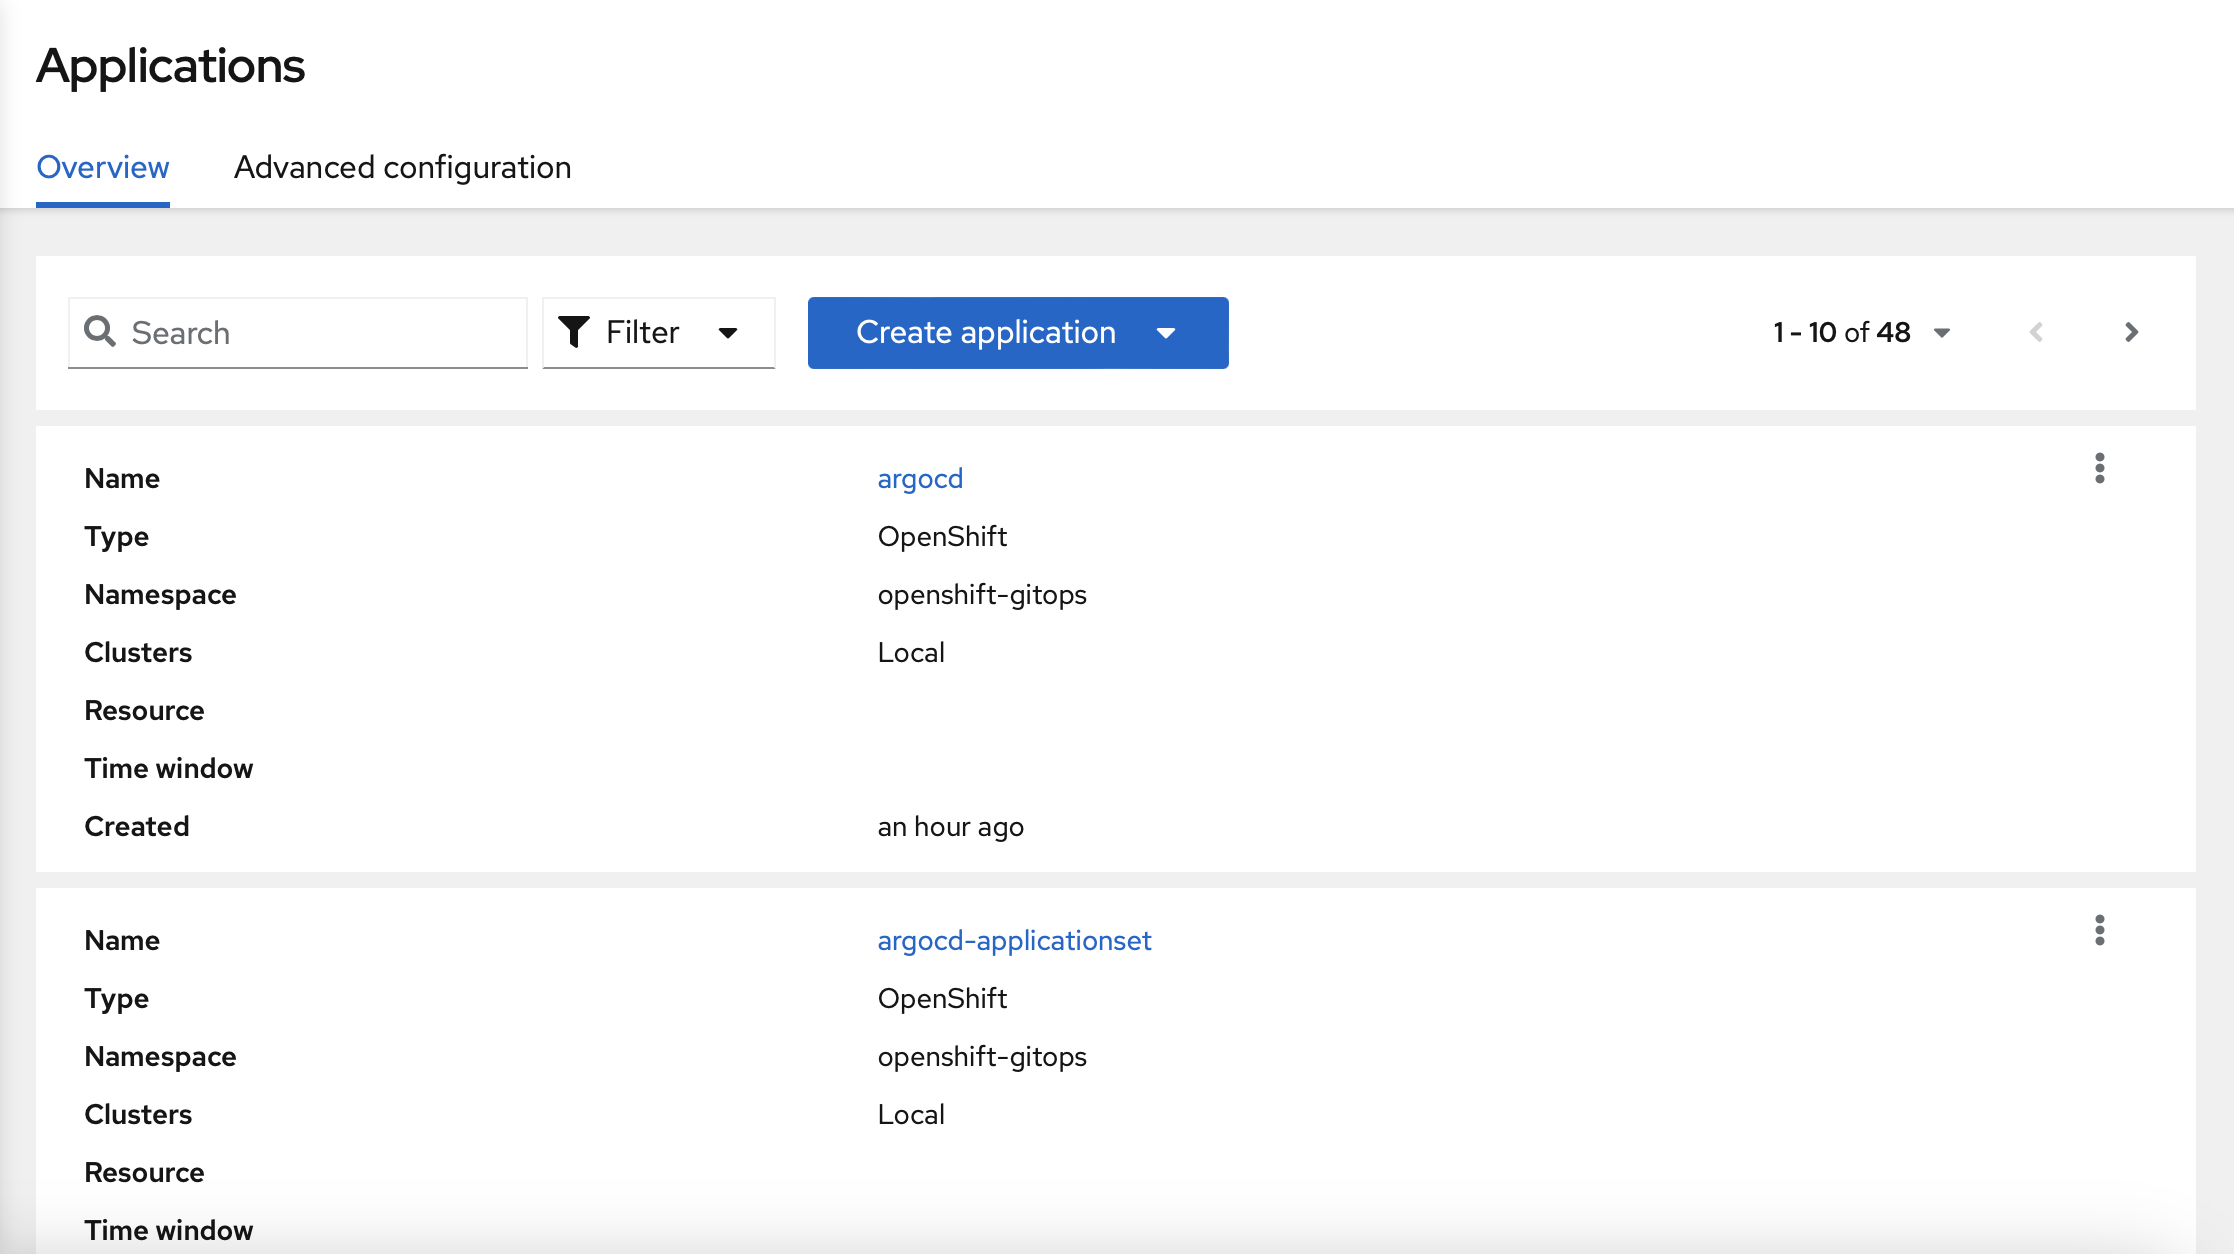 Applications
Overview Advanced configuration
Search Filter Create application 1 - 10 of 48
Name argocd
Type OpenShift
Namespace openshift-gitops
Clusters Local
Resource
Time window
Created an hour ago
Name argocd-applicationset
Type OpenShift
Namespace openshift-gitops
Clusters Local
Resource
Time window